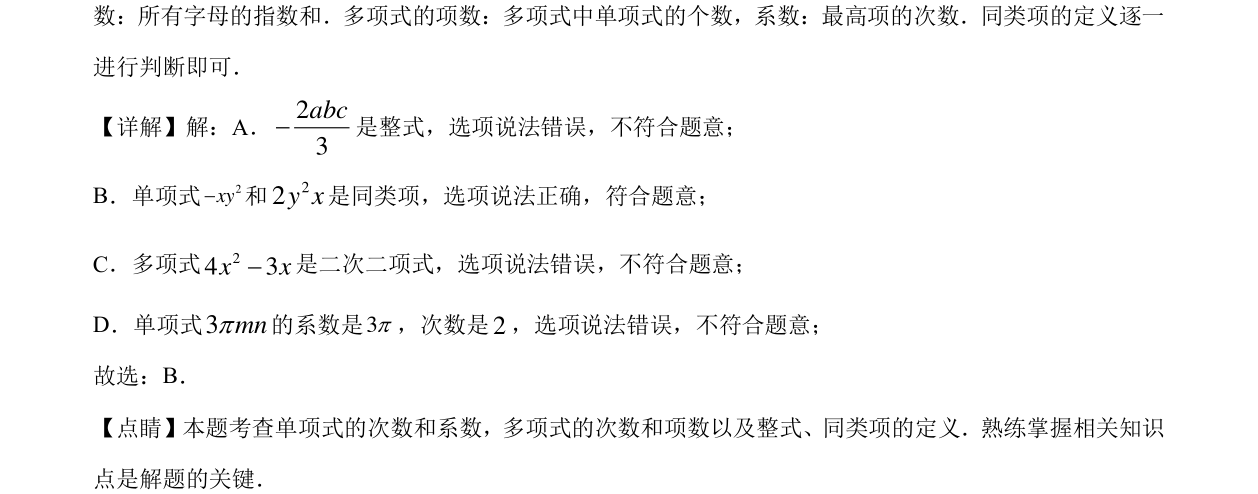 数：所有字母的指数和．多项式的项数：多项式中单项式的个数，系数：最高项的次数．同类项的定义逐一
进行判断即可．
【详解】解：A．$-\frac{2abc}{3}$ 是整式，选项说法错误，不符合题意；
B．单项式$-xy^2$和$2y^2x$是同类项，选项说法正确，符合题意；
C．多项式$4x^2-3x$是二次二项式，选项说法错误，不符合题意；
D．单项式$3\pi mn$的系数是$3\pi$，次数是$2$，选项说法错误，不符合题意；
故选：B．
【点睛】本题考查单项式的次数和系数，多项式的次数和项数以及整式、同类项的定义．熟练掌握相关知识
点是解题的关键．